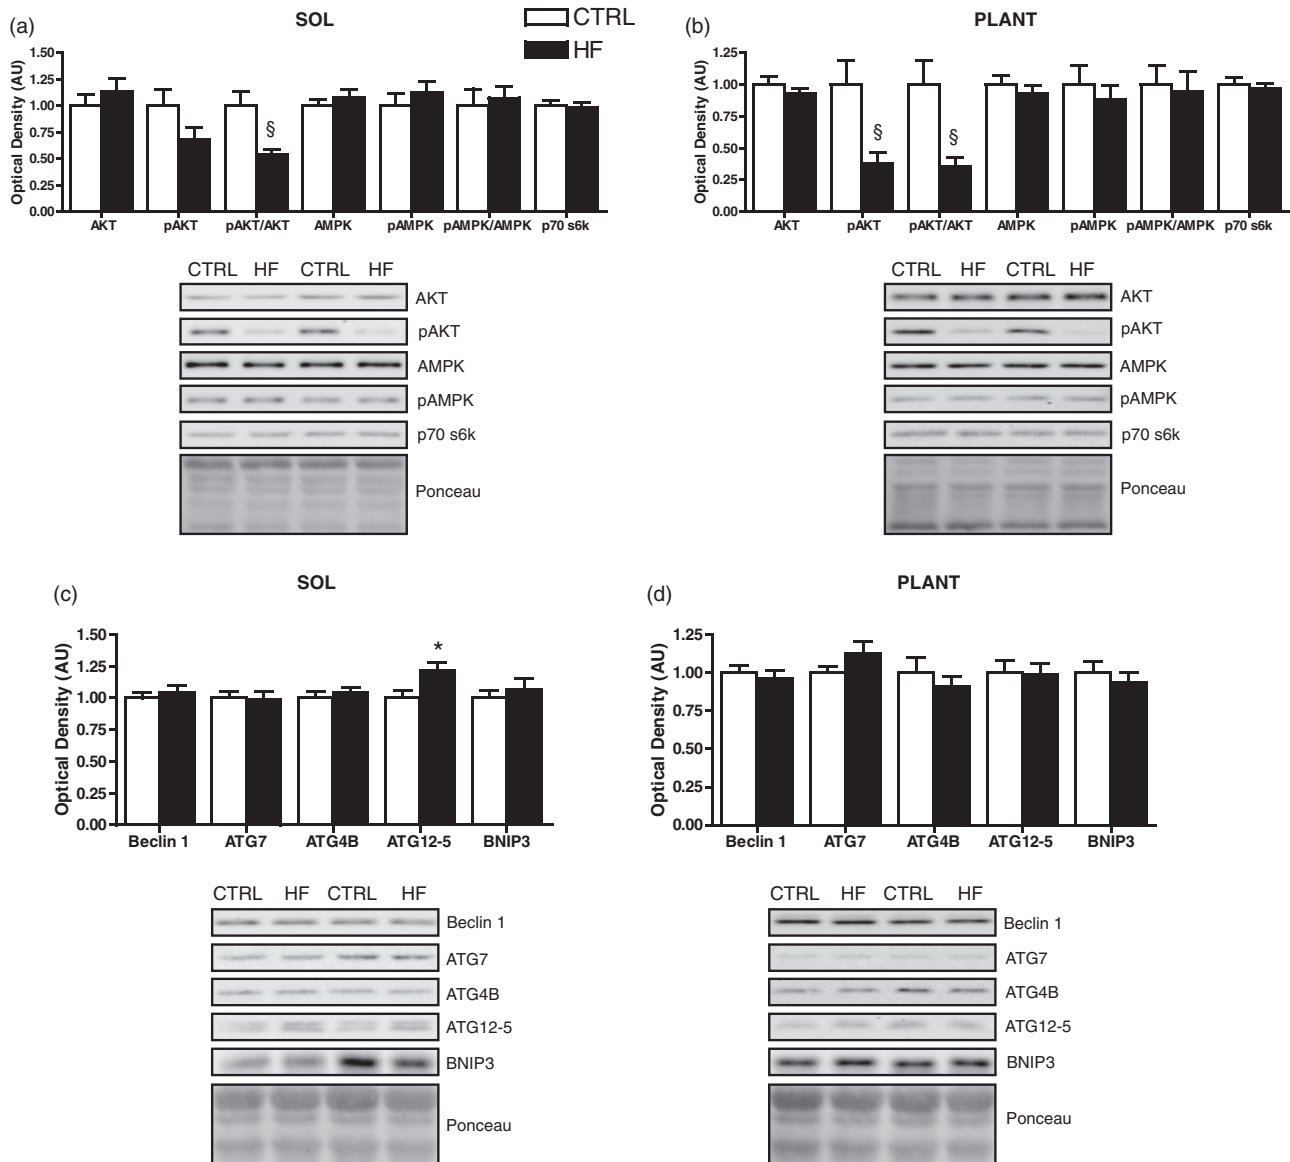 (a)
SOL
CTRL
HF
Optical Density (AU)
1.50
1.25
1.00
0.75
0.50
0.25
0.00
§
AKT
pAKT
pAKT/AKT
AMPK
pAMPK
pAMPK/AMPK
p70 s6k
CTRL HF CTRL HF
AKT
pAKT
AMPK
pAMPK
p70 s6k
Ponceau
(b)
PLANT
Optical Density (AU)
1.25
1.00
0.75
0.50
0.25
0.00
§
§
AKT
pAKT
pAKT/AKT
AMPK
pAMPK
pAMPK/AMPK
p70 s6k
CTRL HF CTRL HF
AKT
pAKT
AMPK
pAMPK
p70 s6k
Ponceau
(c)
SOL
Optical Density (AU)
1.50
1.25
1.00
0.75
0.50
0.25
0.00
*
Beclin 1
ATG7
ATG4B
ATG12-5
BNIP3
CTRL HF CTRL HF
Beclin 1
ATG7
ATG4B
ATG12-5
BNIP3
Ponceau
(d)
PLANT
Optical Density (AU)
1.25
1.00
0.75
0.50
0.25
0.00
Beclin 1
ATG7
ATG4B
ATG12-5
BNIP3
CTRL HF CTRL HF
Beclin 1
ATG7
ATG4B
ATG12-5
BNIP3
Ponceau